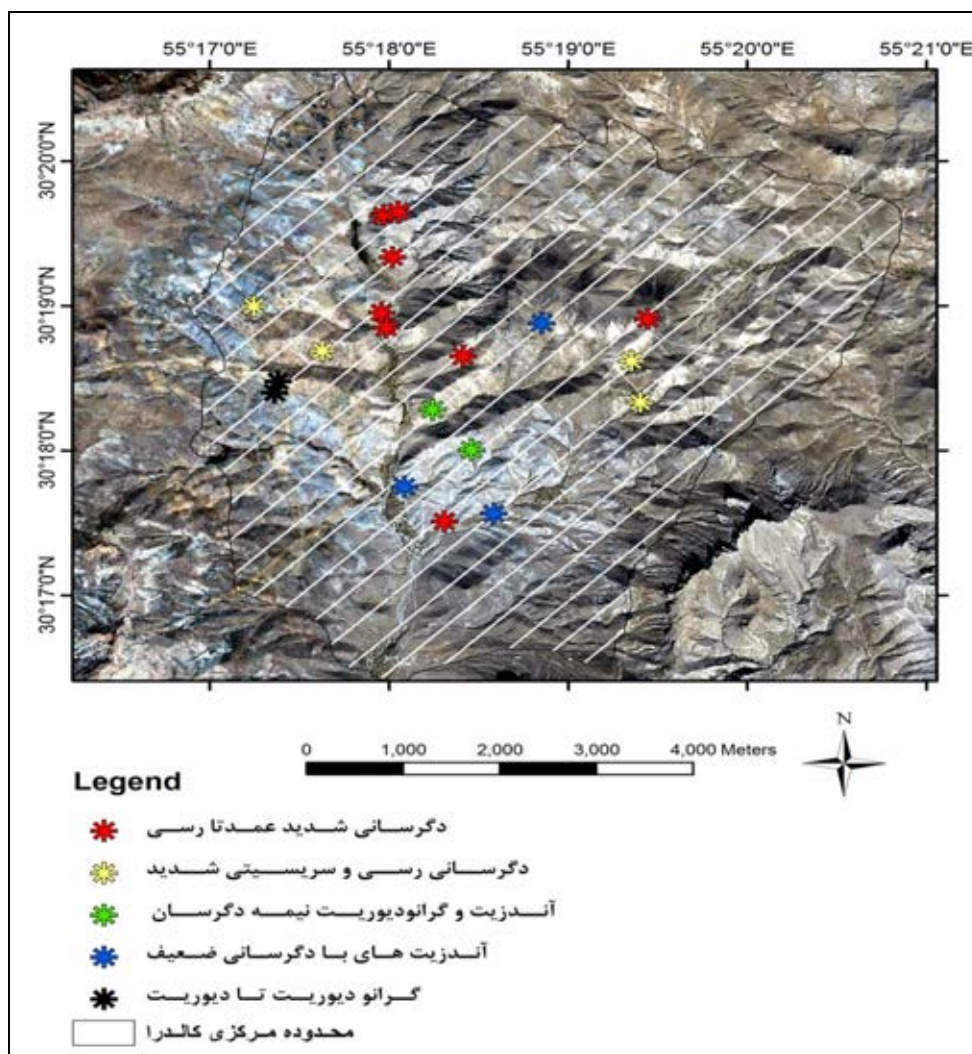 55°17'0"E 55°18'0"E 55°19'0"E 55°20'0"E 55°21'0"E
30°20'0"N
30°19'0"N
30°18'0"N
30°17'0"N
N
0 1,000 2,000 3,000 4,000 Meters
Legend
دگرسانی شدید عمدتا رسی
دگرسانی رسی و سریسیتی شدید
آندزیت و گرانودیوریت نیمه دگرسان
آندزیت های با دگرسانی ضعیف
گرانو دیوریت تا دیوریت
محدوده مرکزی کالدرا